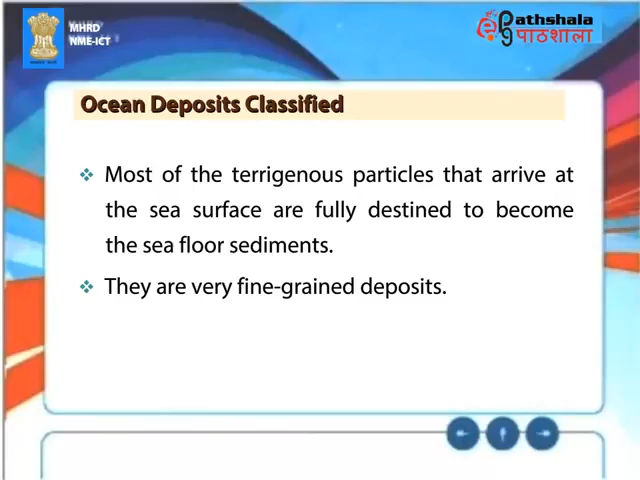 MHRD
NME-ICT
Pathshala
पाठशाला
Ocean Deposits Classified
❖ Most of the terrigenous particles that arrive at
the sea surface are fully destined to become
the sea floor sediments.
❖ They are very fine-grained deposits.